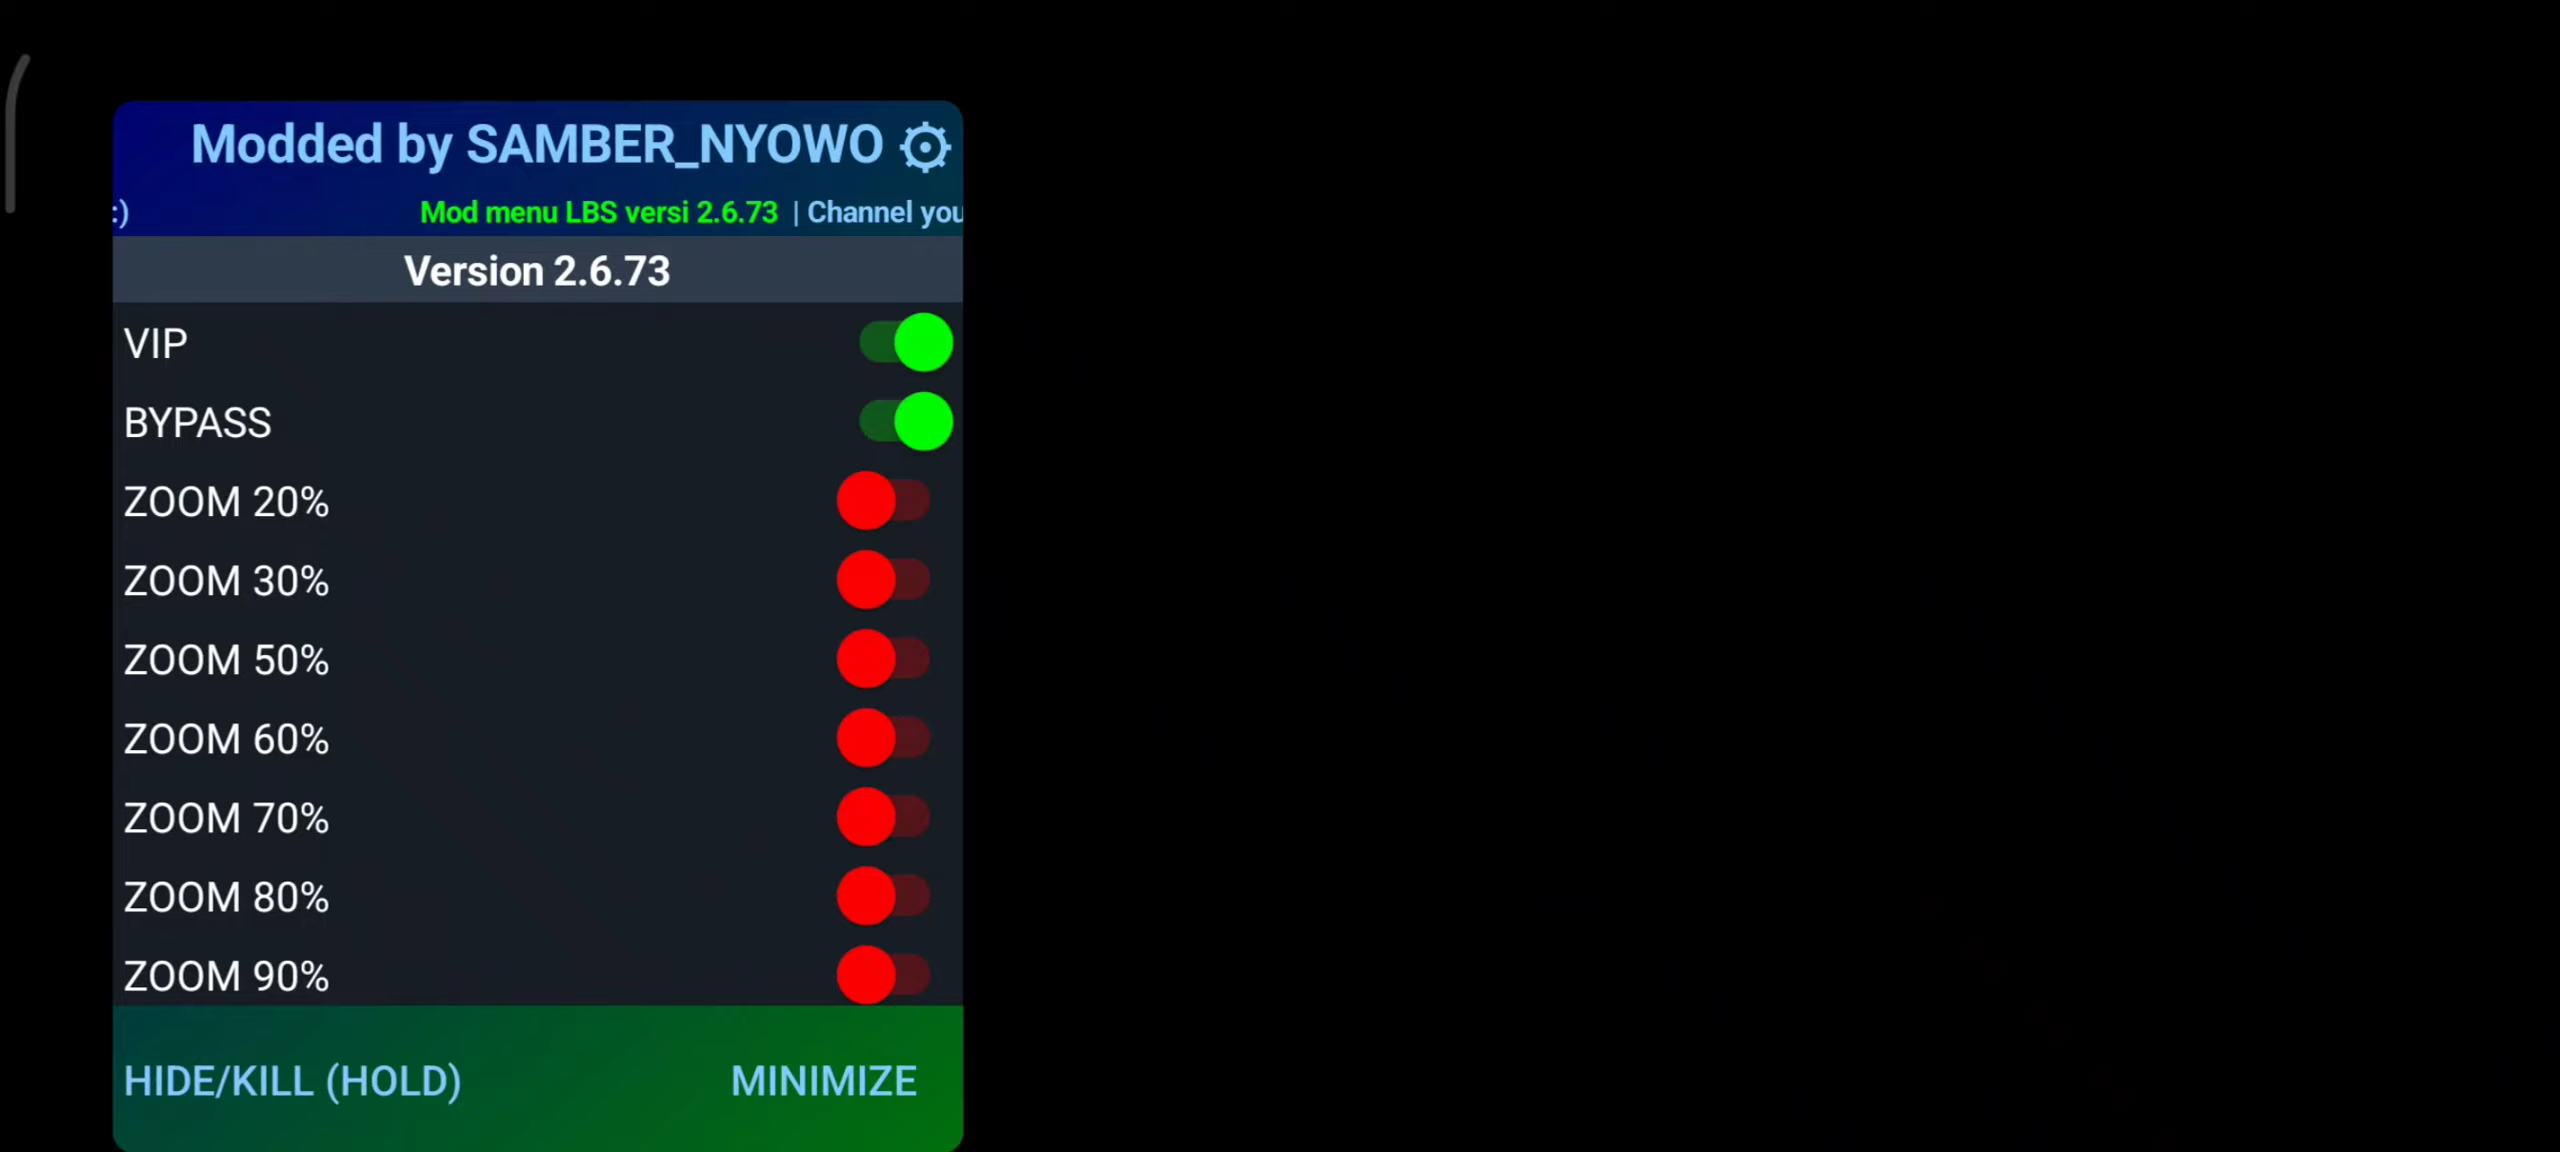 Modded by SAMBER_NYOWO
:) Mod menu LBS versi 2.6.73 | Channel you
Version 2.6.73
VIP
BYPASS
ZOOM 20%
ZOOM 30%
ZOOM 50%
ZOOM 60%
ZOOM 70%
ZOOM 80%
ZOOM 90%
HIDE/KILL (HOLD) MINIMIZE